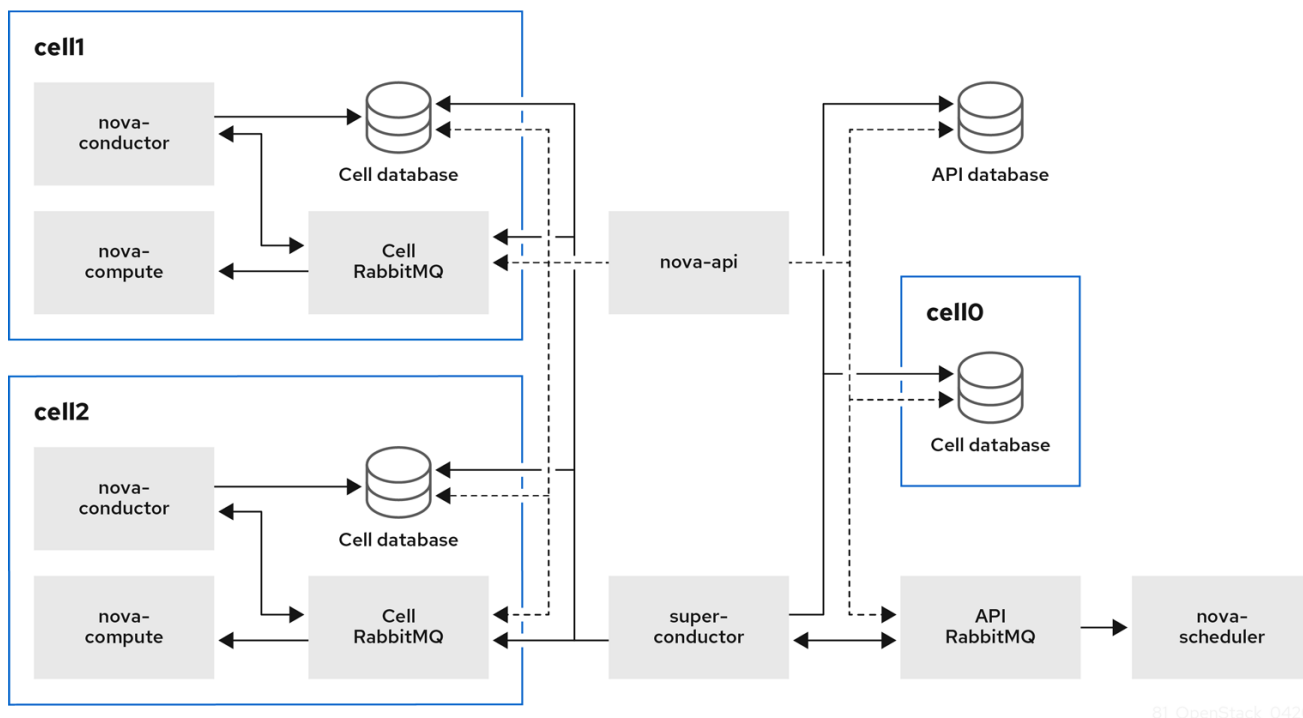 cell1
nova-
conductor
Cell database
nova-
compute
Cell
RabbitMQ
nova-api
API database
cell0
Cell database
cell2
nova-
conductor
Cell database
nova-
compute
Cell
RabbitMQ
super-
conductor
API
RabbitMQ
nova-
scheduler
81_OpenStack_042